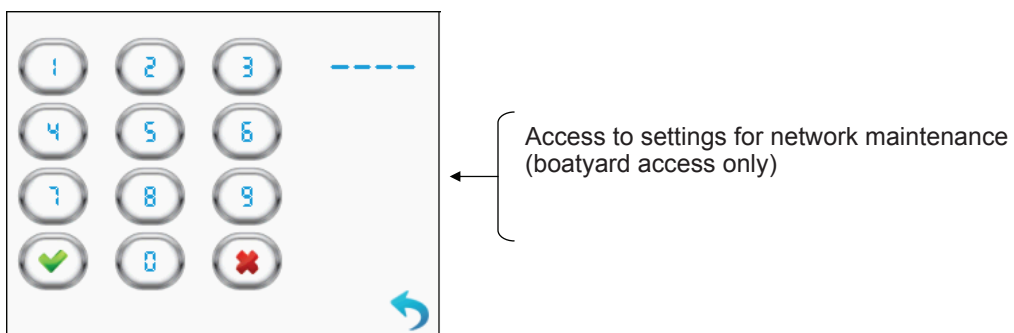 1 2 3 ----
4 5 6
7 8 9
0
Access to settings for network maintenance
(boatyard access only)